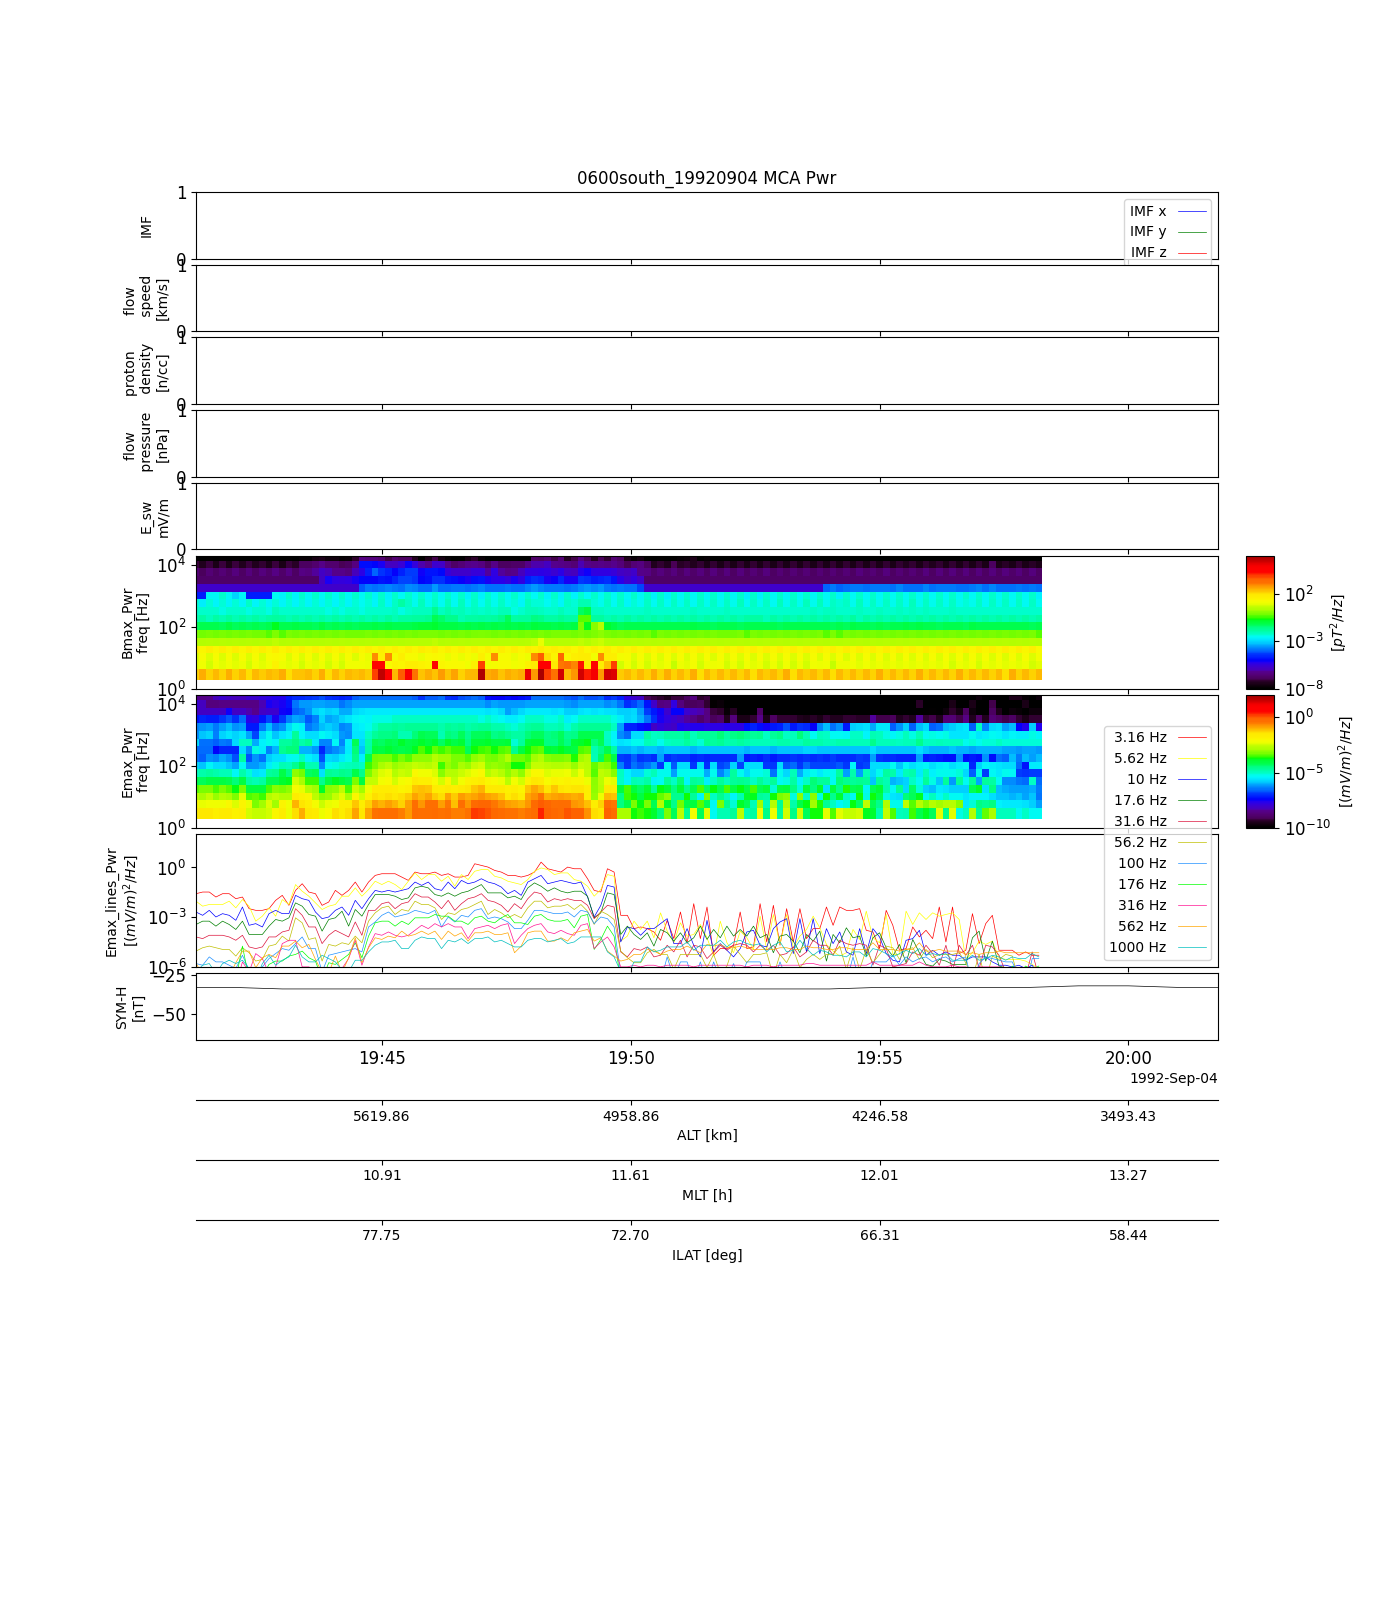 0600south_19920904 MCA Pwr
1
IMF
0
IMF x
IMF y
IMF z
1
flow
speed
[km/s]
0
1
proton
density
[n/cc]
0
1
flow
pressure
[nPa]
0
1
E_sw
mV/m
0
10^4
10^2
10^0
Bmax_Pwr
freq [Hz]
10^2
10^-3
10^-8
[pT^2/Hz]
10^4
10^2
10^0
Emax_Pwr
freq [Hz]
10^0
10^-5
10^-10
[(mV/m)^2/Hz]
3.16 Hz
5.62 Hz
10 Hz
17.6 Hz
31.6 Hz
56.2 Hz
100 Hz
176 Hz
316 Hz
562 Hz
1000 Hz
10^0
10^-3
10^-6
Emax_lines_Pwr
[(mV/m)^2/Hz]
−25
−50
SYM-H
[nT]
19:45 19:50 19:55 20:00
1992-Sep-04
5619.86 4958.86 4246.58 3493.43
ALT [km]
10.91 11.61 12.01 13.27
MLT [h]
77.75 72.70 66.31 58.44
ILAT [deg]